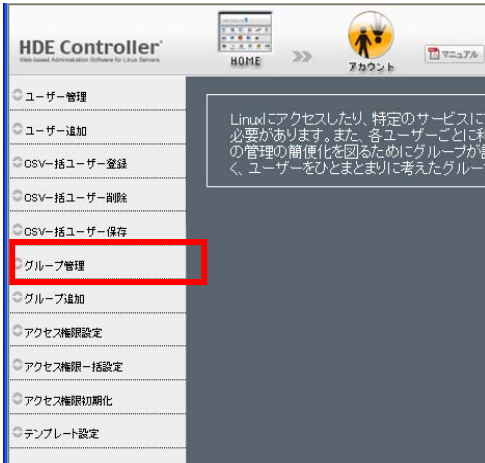 HDE Controller
Web-based Administration Software for Linux Servers
HOME
アカウント
マニュアル
ユーザー管理
ユーザー追加
CSV一括ユーザー登録
CSV一括ユーザー削除
CSV一括ユーザー保存
グループ管理
グループ追加
アクセス権限設定
アクセス権限一括設定
アクセス権限初期化
テンプレート設定
Linuxにアクセスしたり、特定のサービスに
必要があります。また、各ユーザーごとに利
の管理の簡便化を図るためにグループが
く、ユーザーをひとまとまりに考えたグルー